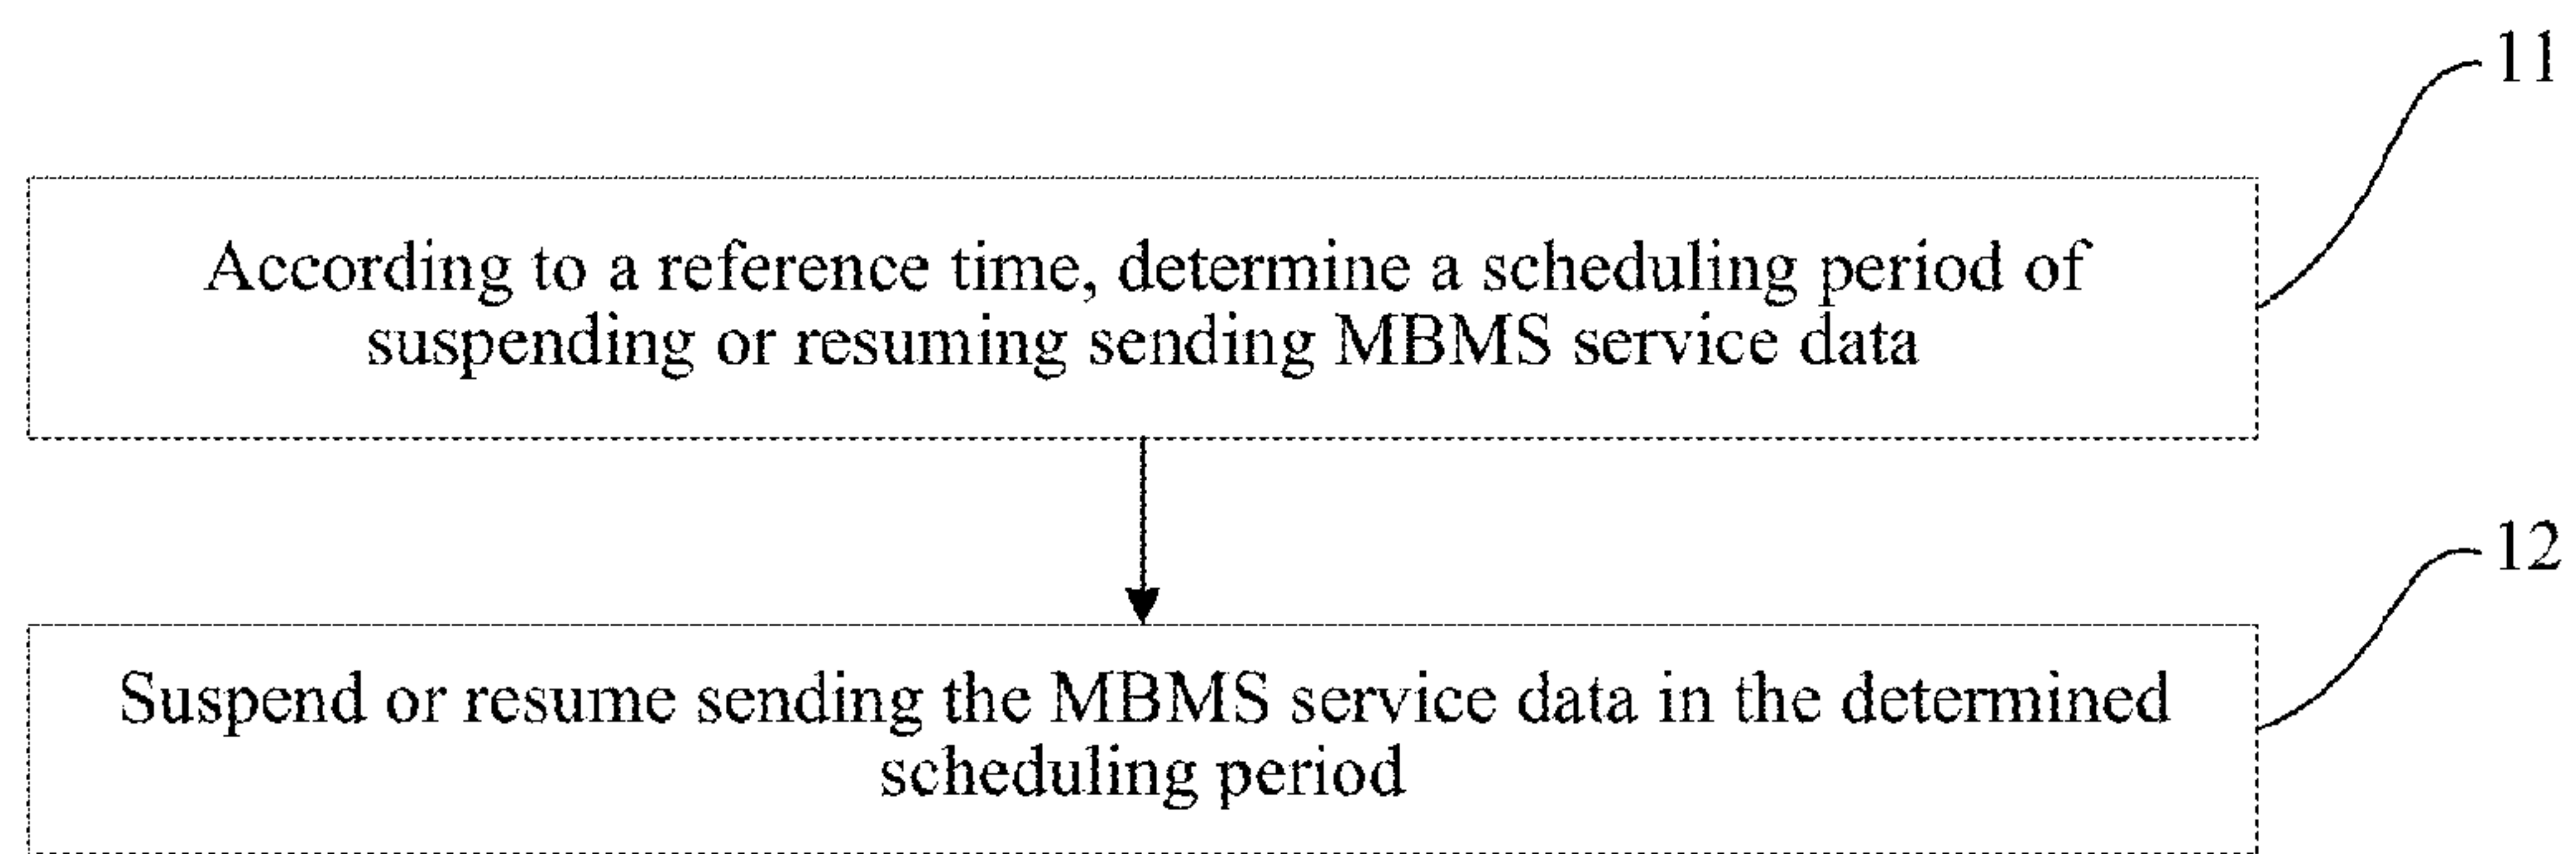 11
According to a reference time, determine a scheduling period of
suspending or resuming sending MBMS service data
12
Suspend or resume sending the MBMS service data in the determined
scheduling period